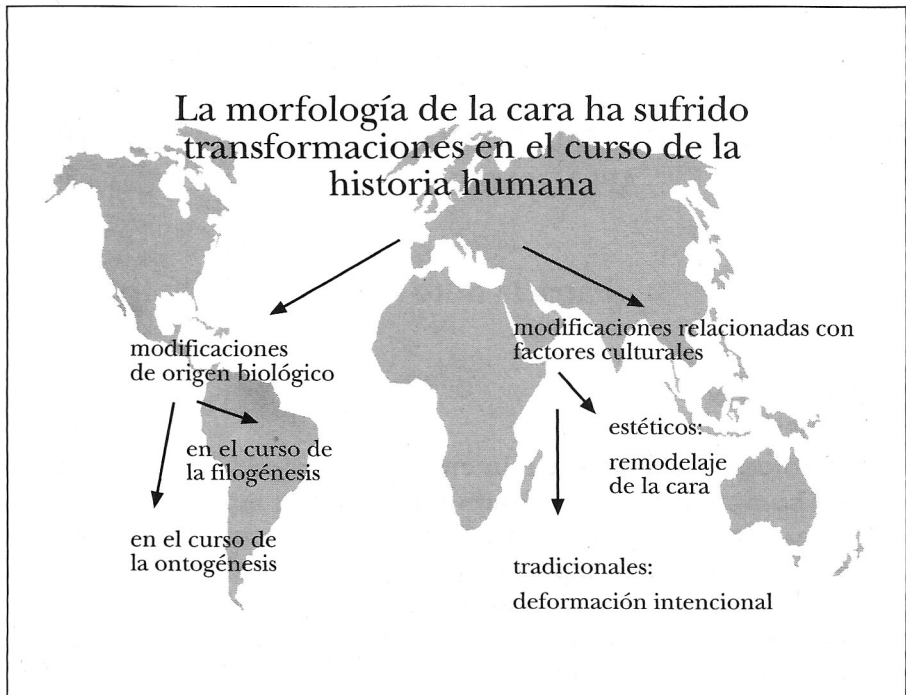 La morfología de la cara ha sufrido
transformaciones en el curso de la
historia humana
modificaciones
de origen biológico
en el curso de
la filogénesis
en el curso de
la ontogénesis
modificaciones relacionadas con
factores culturales
estéticos:
remodelaje
de la cara
tradicionales:
deformación intencional